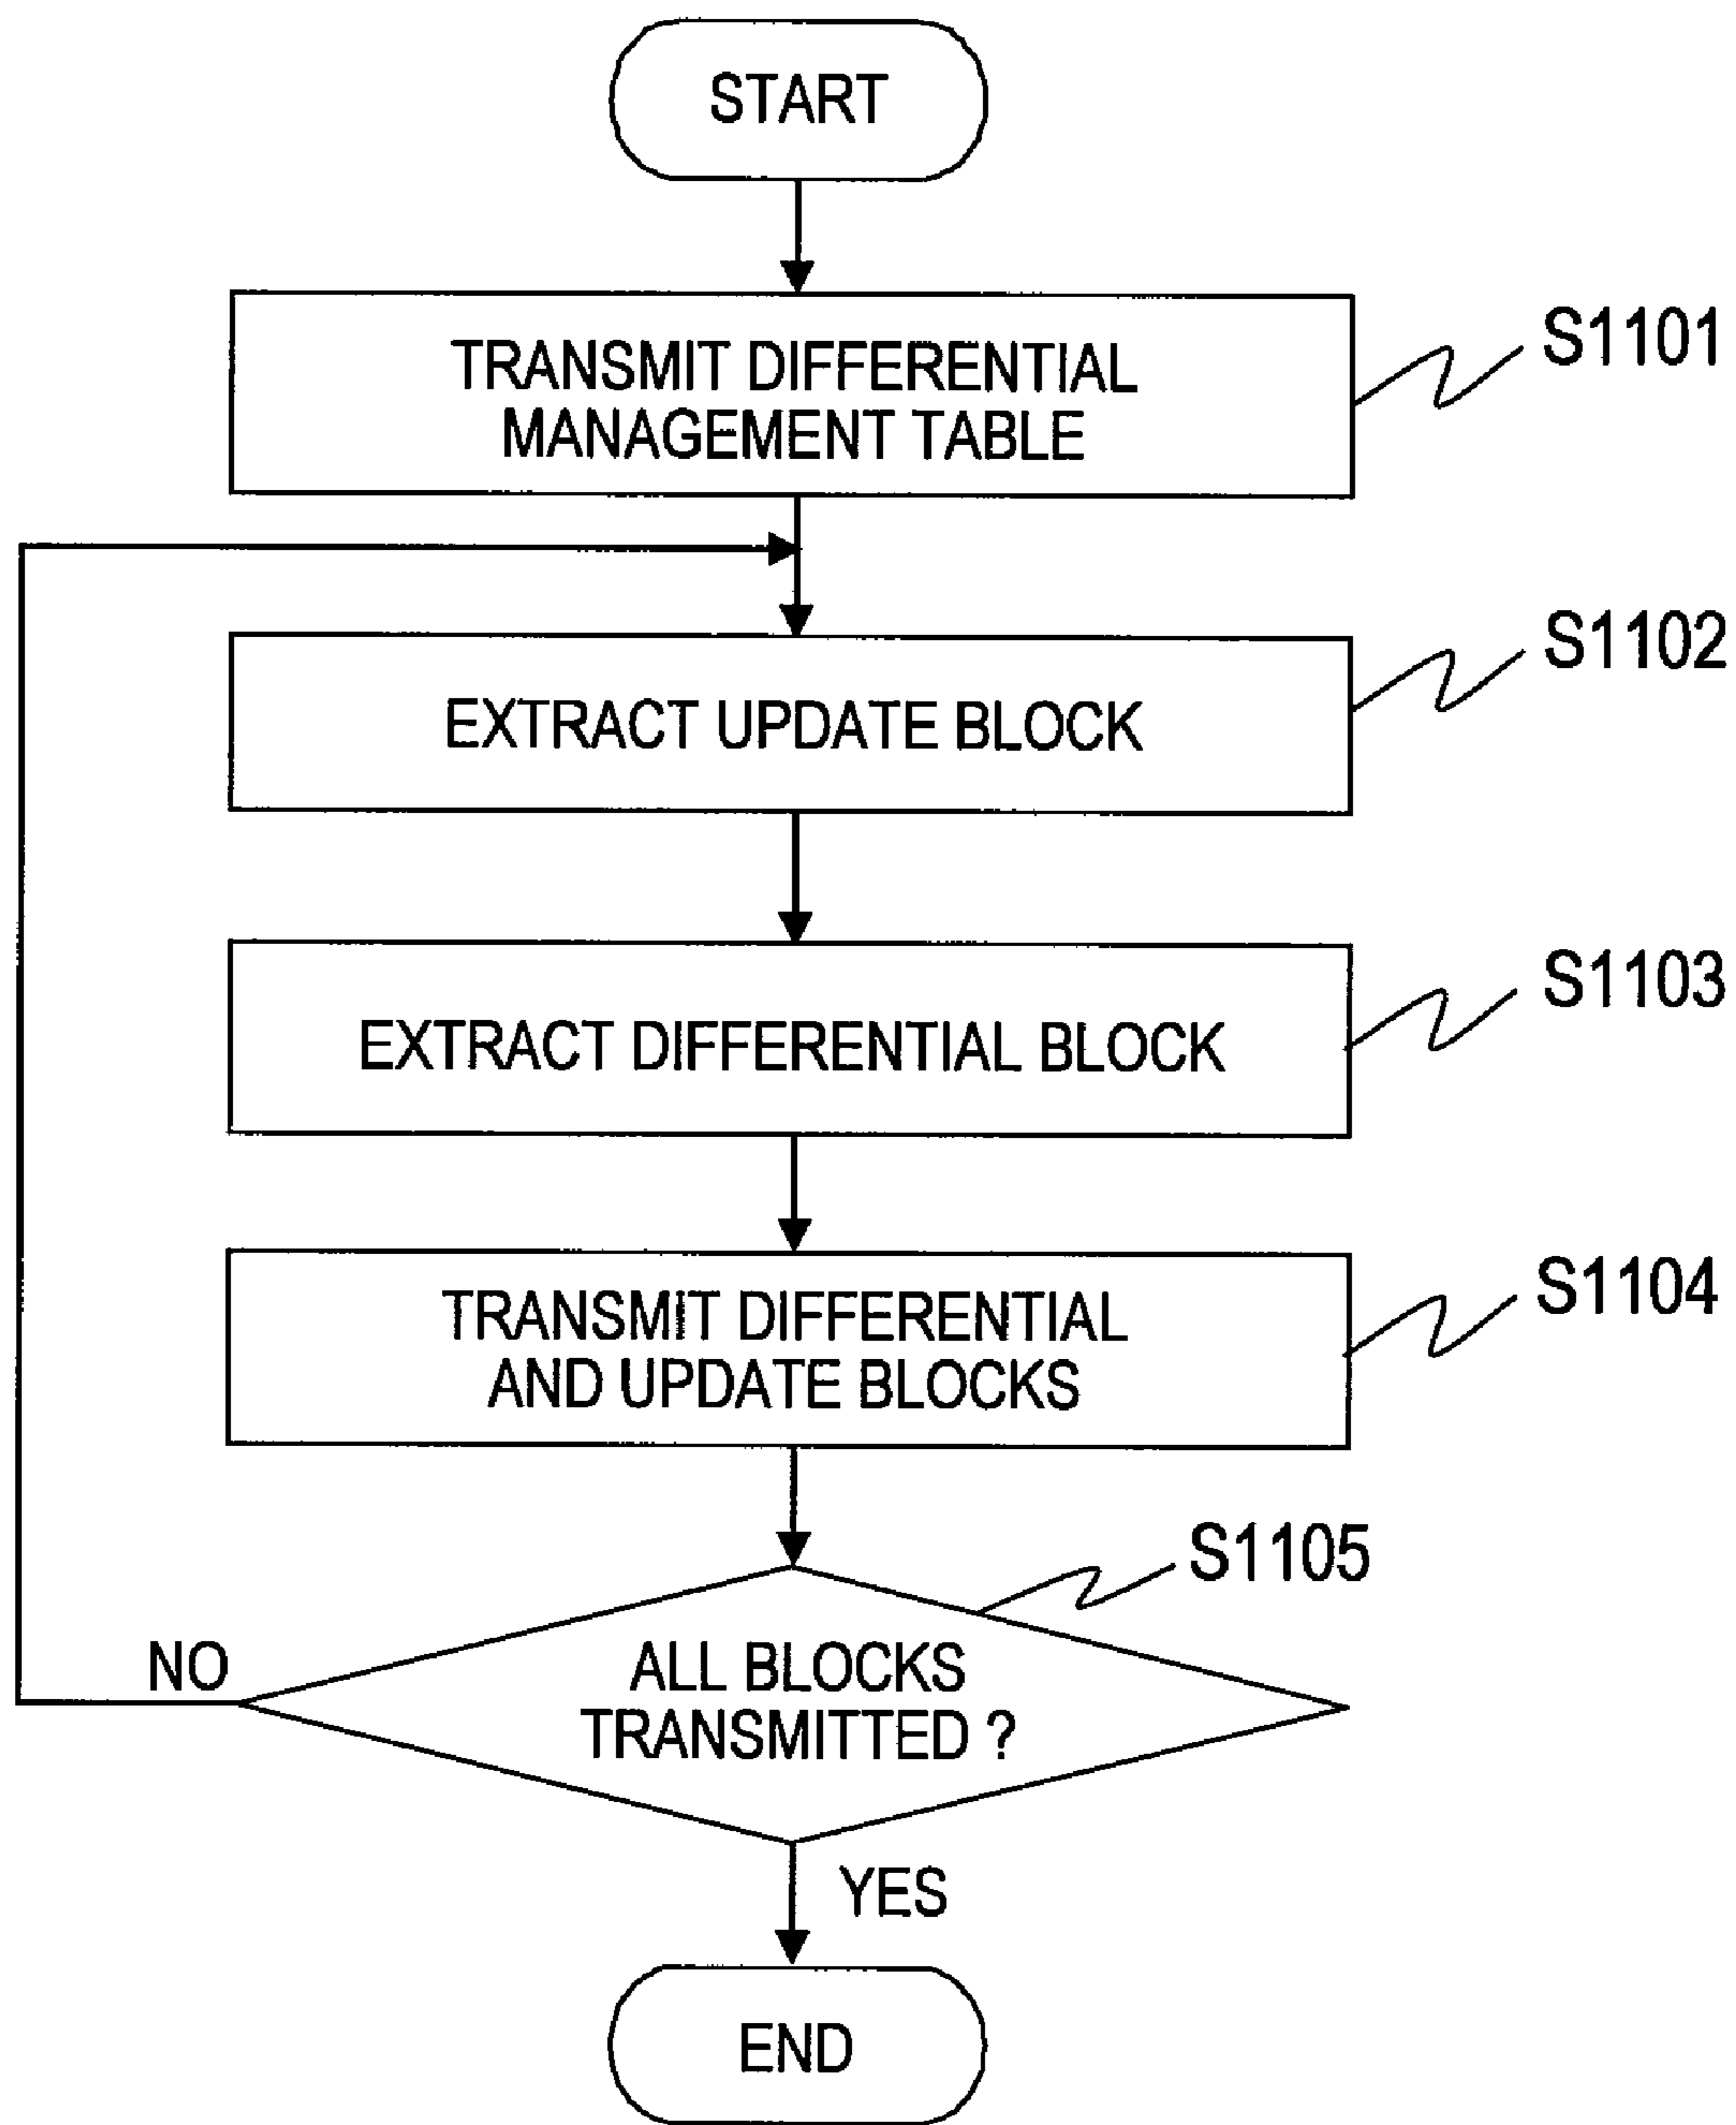 START
TRANSMIT DIFFERENTIAL
MANAGEMENT TABLE
S1101
EXTRACT UPDATE BLOCK
S1102
EXTRACT DIFFERENTIAL BLOCK
S1103
TRANSMIT DIFFERENTIAL
AND UPDATE BLOCKS
S1104
S1105
ALL BLOCKS
TRANSMITTED ?
NO
YES
END